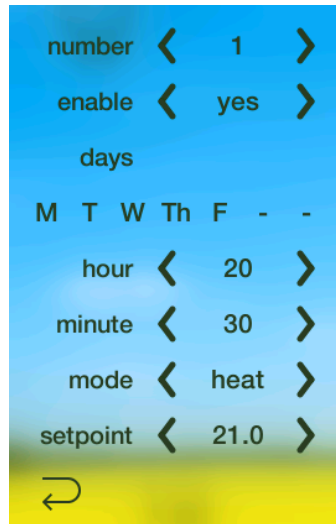 number 1
enable yes
days
M T W Th F - -
hour 20
minute 30
mode heat
setpoint 21.0